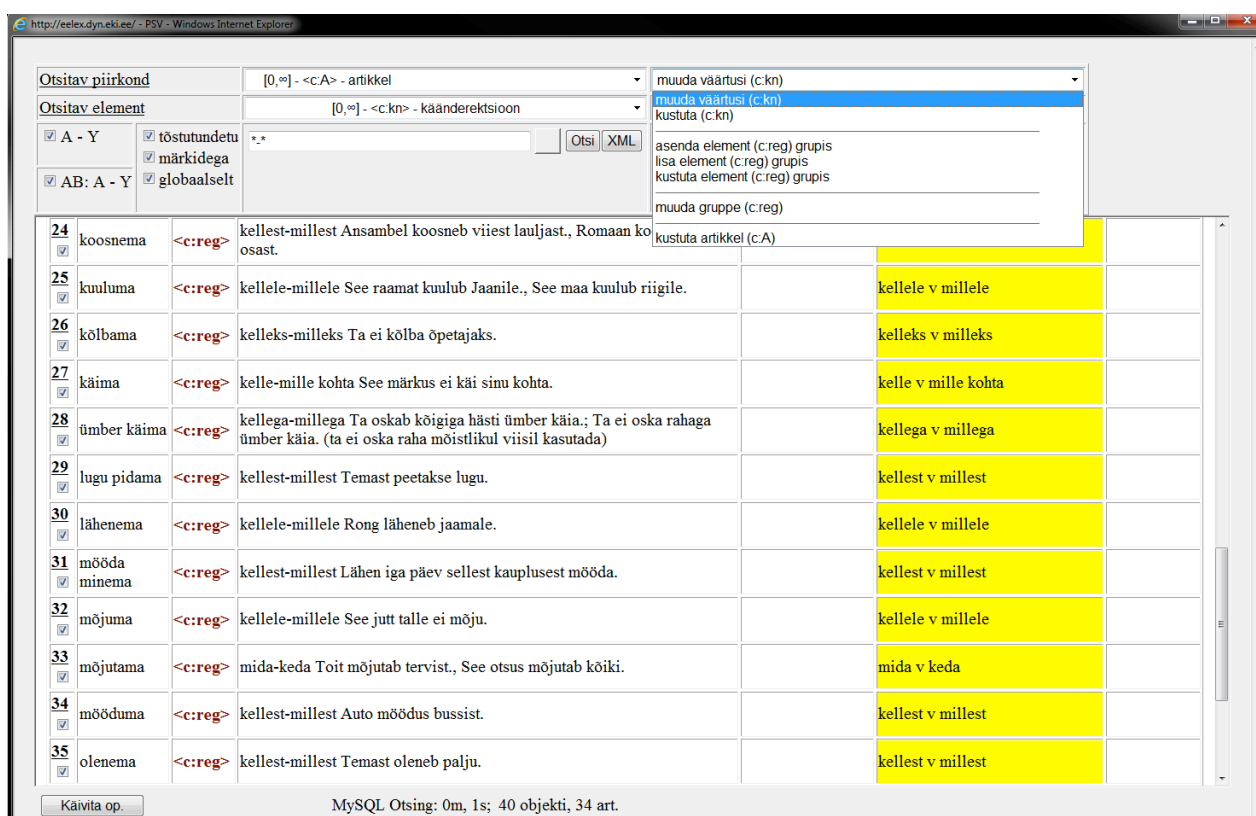 http://eelex.dyn.eki.ee/ - PSV - Windows Internet Explorer
Otsitav piirkond [0,∞] - <c:A> - artikkel muuda väärtusi (c:kn)
Otsitav element [0,∞] - <c:kn> - käänderektsioon
muuda väärtusi (c:kn)
kustuta (c:kn)
asenda element (c:reg) grupis
lisa element (c:reg) grupis
kustuta element (c:reg) grupis
muuda gruppe (c:reg)
kustuta artikkel (c:A)
A - Y tõstutundetu *-* Otsi XML
märkidega
AB: A - Y globaalselt
24 koosnema <c:reg> kellest-millest Ansambel koosneb viiest lauljast., Romaan ko
osast.
25 kuuluma <c:reg> kellele-millele See raamat kuulub Jaanile., See maa kuulub riigile. kellele v millele
26 kõlbama <c:reg> kelleks-milleks Ta ei kõlba õpetajaks. kelleks v milleks
27 käima <c:reg> kelle-mille kohta See märkus ei käi sinu kohta. kelle v mille kohta
28 ümber käima <c:reg> kellega-millega Ta oskab kõigiga hästi ümber käia.; Ta ei oska rahaga
ümber käia. (ta ei oska raha mõistlikul viisil kasutada) kellega v millega
29 lugu pidama <c:reg> kellest-millest Temast peetakse lugu. kellest v millest
30 lähenema <c:reg> kellele-millele Rong läheneb jaamale. kellele v millele
31 mööda
minema <c:reg> kellest-millest Lähen iga päev sellest kauplusest mööda. kellest v millest
32 mõjuma <c:reg> kellele-millele See jutt talle ei mõju. kellele v millele
33 mõjutama <c:reg> mida-keda Toit mõjutab tervist., See otsus mõjutab kõiki. mida v keda
34 mööduma <c:reg> kellest-millest Auto möödus bussist. kellest v millest
35 olenema <c:reg> kellest-millest Temast oleneb palju. kellest v millest
Käivita op. MySQL Otsing: 0m, 1s; 40 objekti, 34 art.